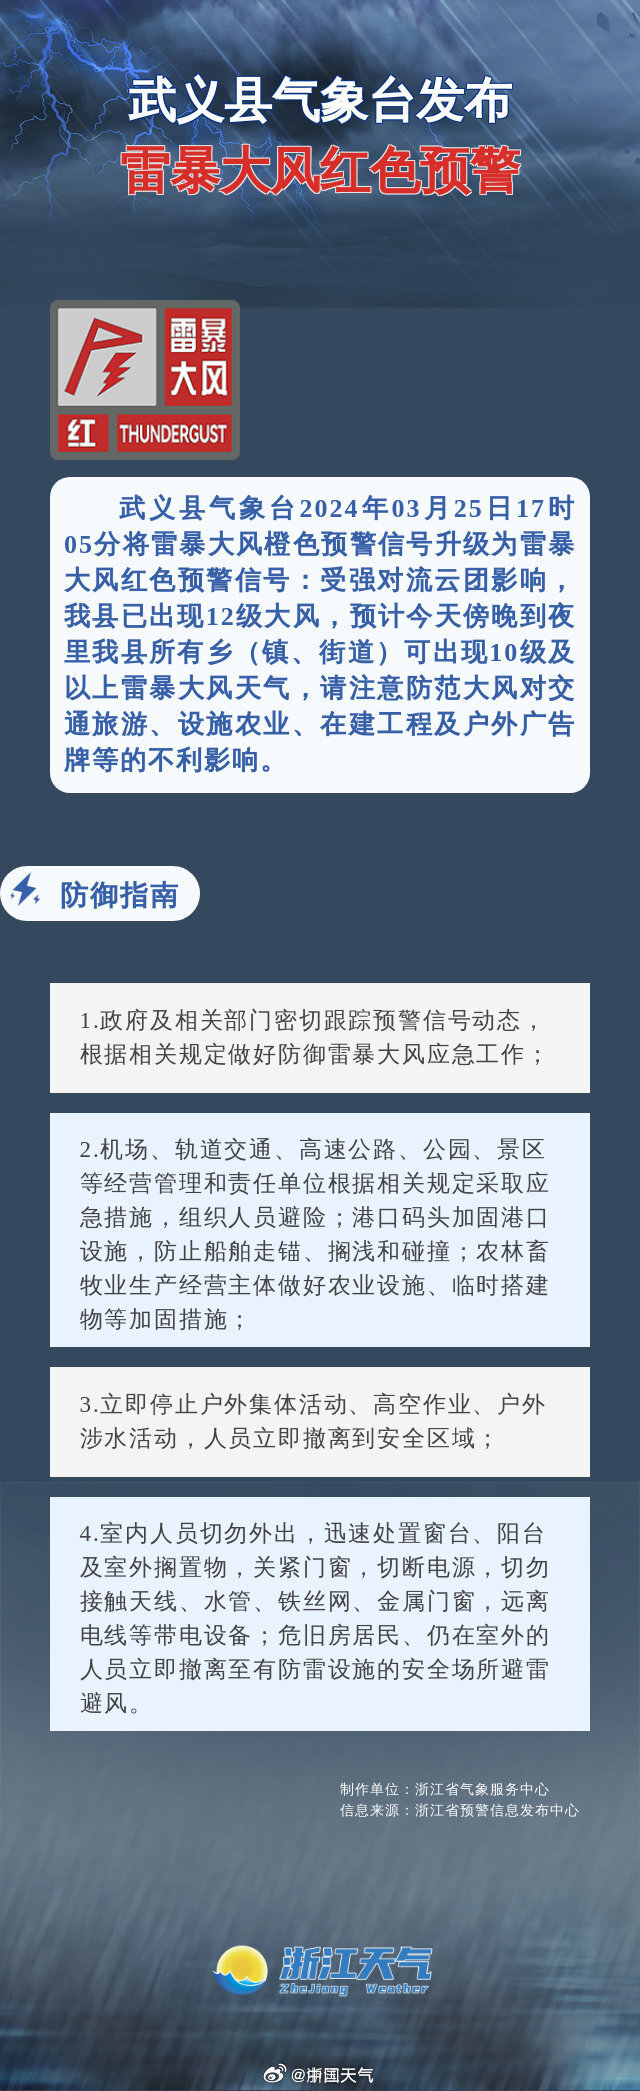 武义县气象台发布
雷暴大风红色预警
雷暴
大风
红
THUNDERGUST
武义县气象台2024年03月25日17时
05分将雷暴大风橙色预警信号升级为雷暴
大风红色预警信号：受强对流云团影响，
我县已出现12级大风，预计今天傍晚到夜
里我县所有乡（镇、街道）可出现10级及
以上雷暴大风天气，请注意防范大风对交
通旅游、设施农业、在建工程及户外广告
牌等的不利影响。
防御指南
1.政府及相关部门密切跟踪预警信号动态，
根据相关规定做好防御雷暴大风应急工作；
2.机场、轨道交通、高速公路、公园、景区
等经营管理和责任单位根据相关规定采取应
急措施，组织人员避险；港口码头加固港口
设施，防止船舶走锚、搁浅和碰撞；农林畜
牧业生产经营主体做好农业设施、临时搭建
物等加固措施；
3.立即停止户外集体活动、高空作业、户外
涉水活动，人员立即撤离到安全区域；
4.室内人员切勿外出，迅速处置窗台、阳台
及室外搁置物，关紧门窗，切断电源，切勿
接触天线、水管、铁丝网、金属门窗，远离
电线等带电设备；危旧房居民、仍在室外的
人员立即撤离至有防雷设施的安全场所避雷
避风。
制作单位：浙江省气象服务中心
信息来源：浙江省预警信息发布中心
浙江天气
ZheJiang Weather